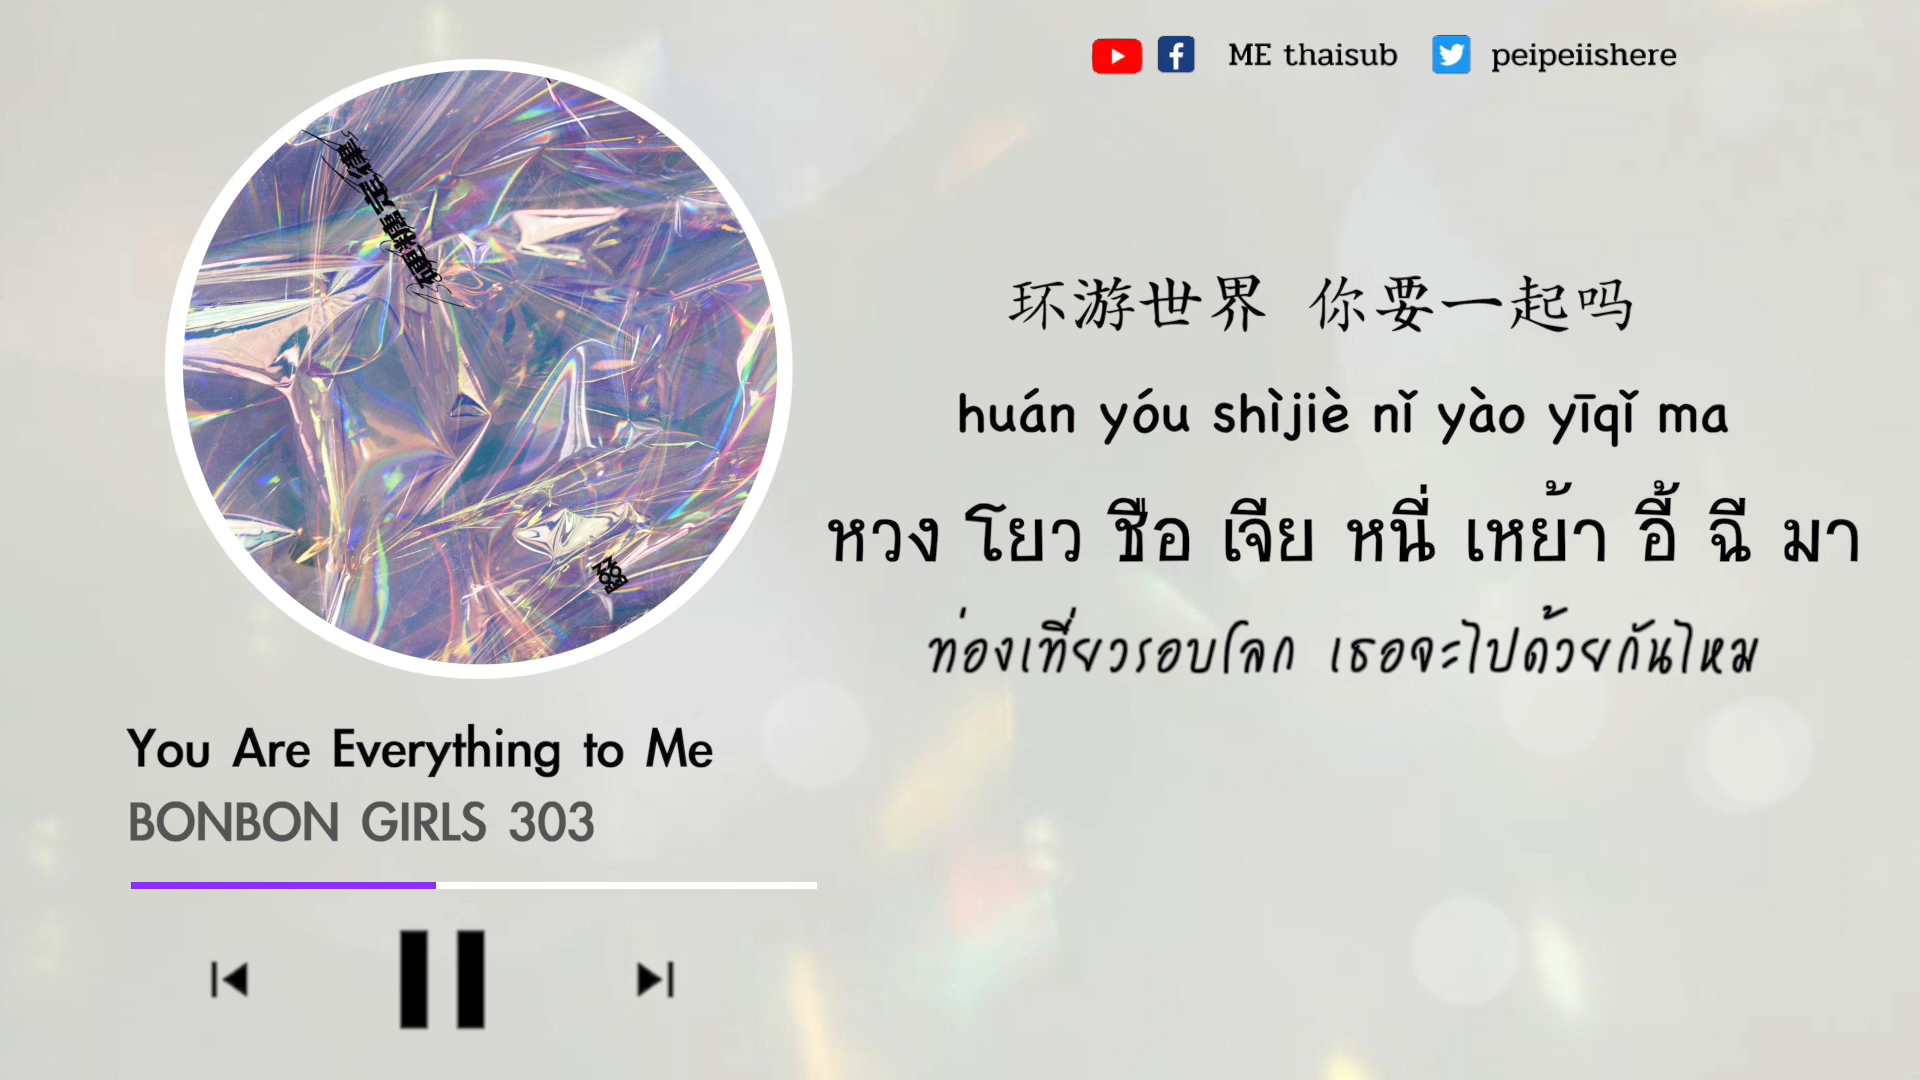 ME thaisub peipeiishere
环游世界 你要一起吗
huán yóu shìjiè nǐ yào yīqǐ ma
หวง โยว ชื่อ เจี้ย หนี่ เหย้า อี้ ฉี มา
ท่องเที่ยวรอบโลก เธอจะไปด้วยกันไหม
You Are Everything to Me
BONBON GIRLS 303